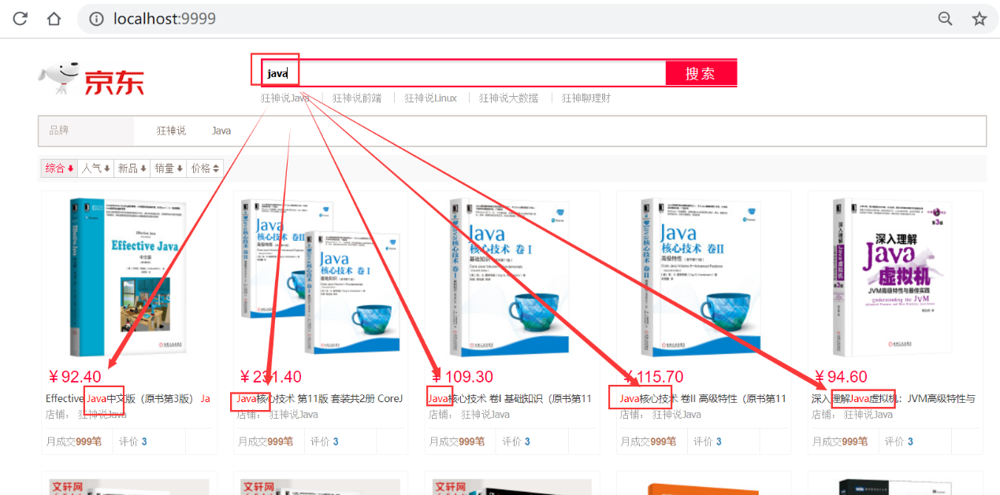 localhost:9999
京东
java
搜索
狂神说Java 狂神说前端 狂神说Linux 狂神说大数据 狂神聊理财
品牌 狂神说 Java
综合 人气 新品 销量 价格
Effective Java
中文版
Java
核心技术 卷II
Java
核心技术 卷I
基础知识
Java
核心技术 卷I
基础知识
Java
核心技术 卷II
高级特性
深入理解
Java
虚拟机
JVM高级特性与最佳实践
Understanding the JVM
¥92.40 ¥231.40 ¥109.30 ¥115.70 ¥94.60
Effective Java中文版（原书第3版） Ja Java核心技术 第11版 套装共2册 CoreJ Java核心技术 卷I 基础知识（原书第11 Java核心技术 卷II 高级特性（原书第11 深入理解Java虚拟机：JVM高级特性与
店铺： 狂神说Java 店铺： 狂神说Java 店铺： 狂神说Java 店铺： 狂神说Java 店铺： 狂神说Java
月成交999笔 评价 3 月成交999笔 评价 3 月成交999笔 评价 3 月成交999笔 评价 3 月成交999笔 评价 3
文轩网 文轩网 文轩网